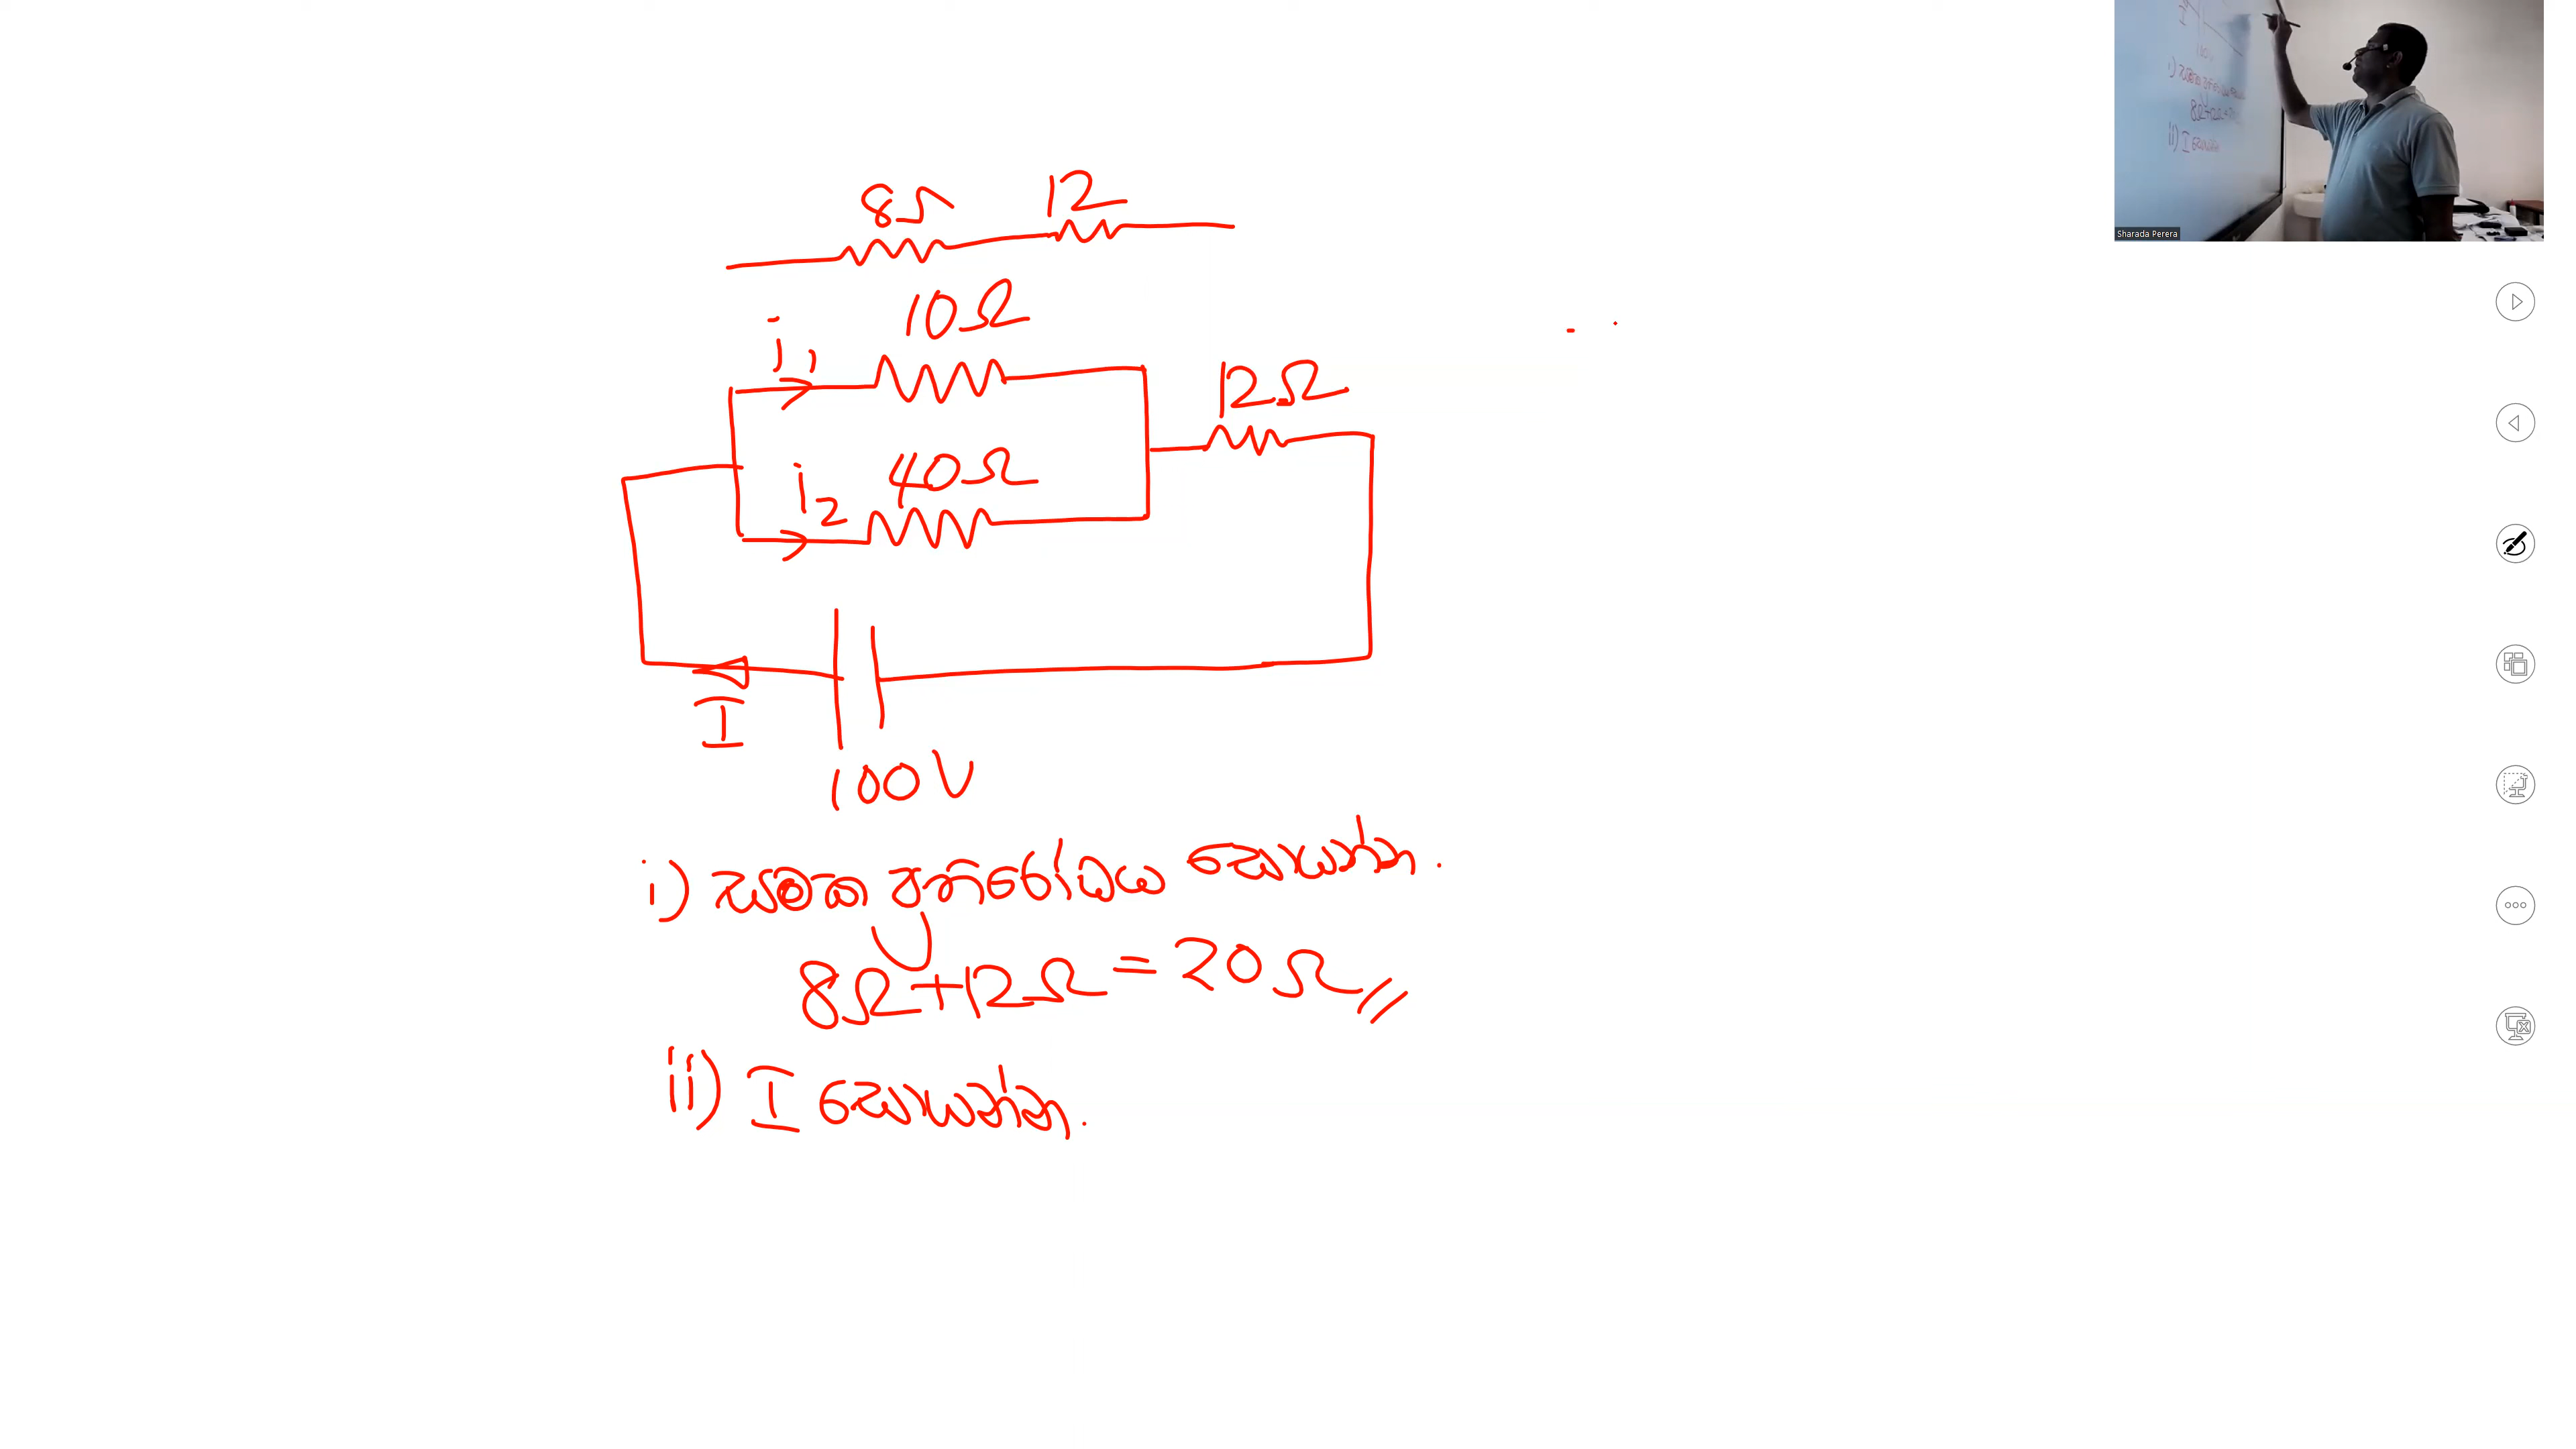 8Ω 12
10Ω
i₁
12Ω
i₂ 40Ω
I
100V
i) සමක ප්‍රතිරෝධය සොයන්න.
8Ω+12Ω = 20Ω//
ii) I සොයන්න.
Sharada Perera